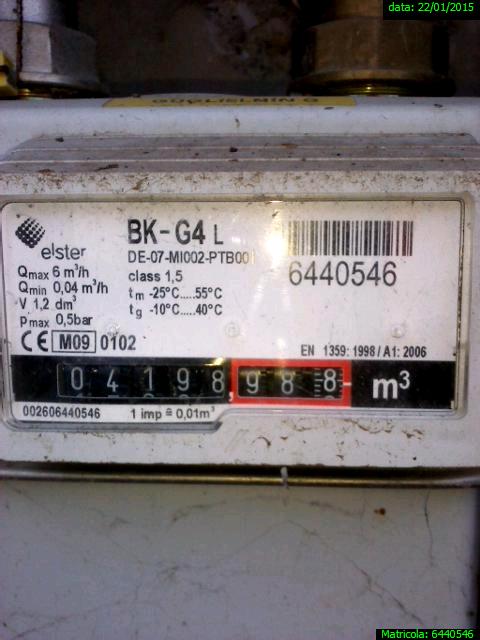 data: 22/01/2015
elster
BK-G4 L
DE-07-MI002-PTB001
class 1,5
6440546
Qmax 6 m³/h
Qmin 0,04 m³/h
V 1,2 dm³
pmax 0,5bar
tm -25°C.....55°C
tg -10°C.....40°C
CE M09 0102
EN 1359: 1998 / A1: 2006
04198,988 m³
002606440546
1 imp ≙ 0,01m³
Matricola: 6440546